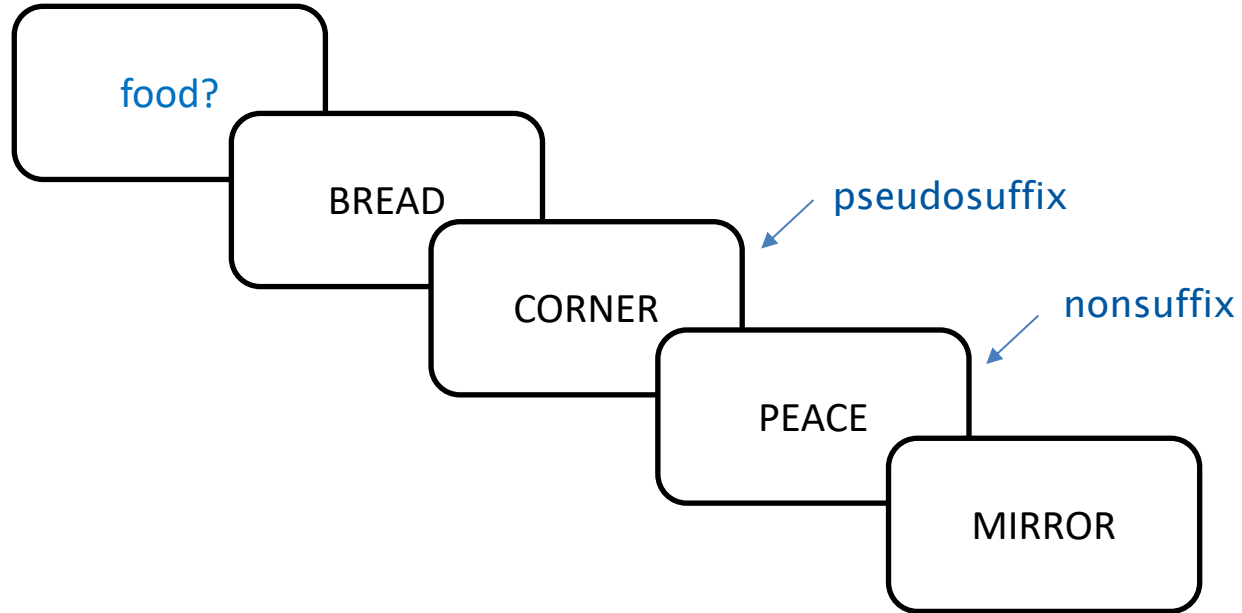 food?
BREAD
pseudosuffix
CORNER
nonsuffix
PEACE
MIRROR